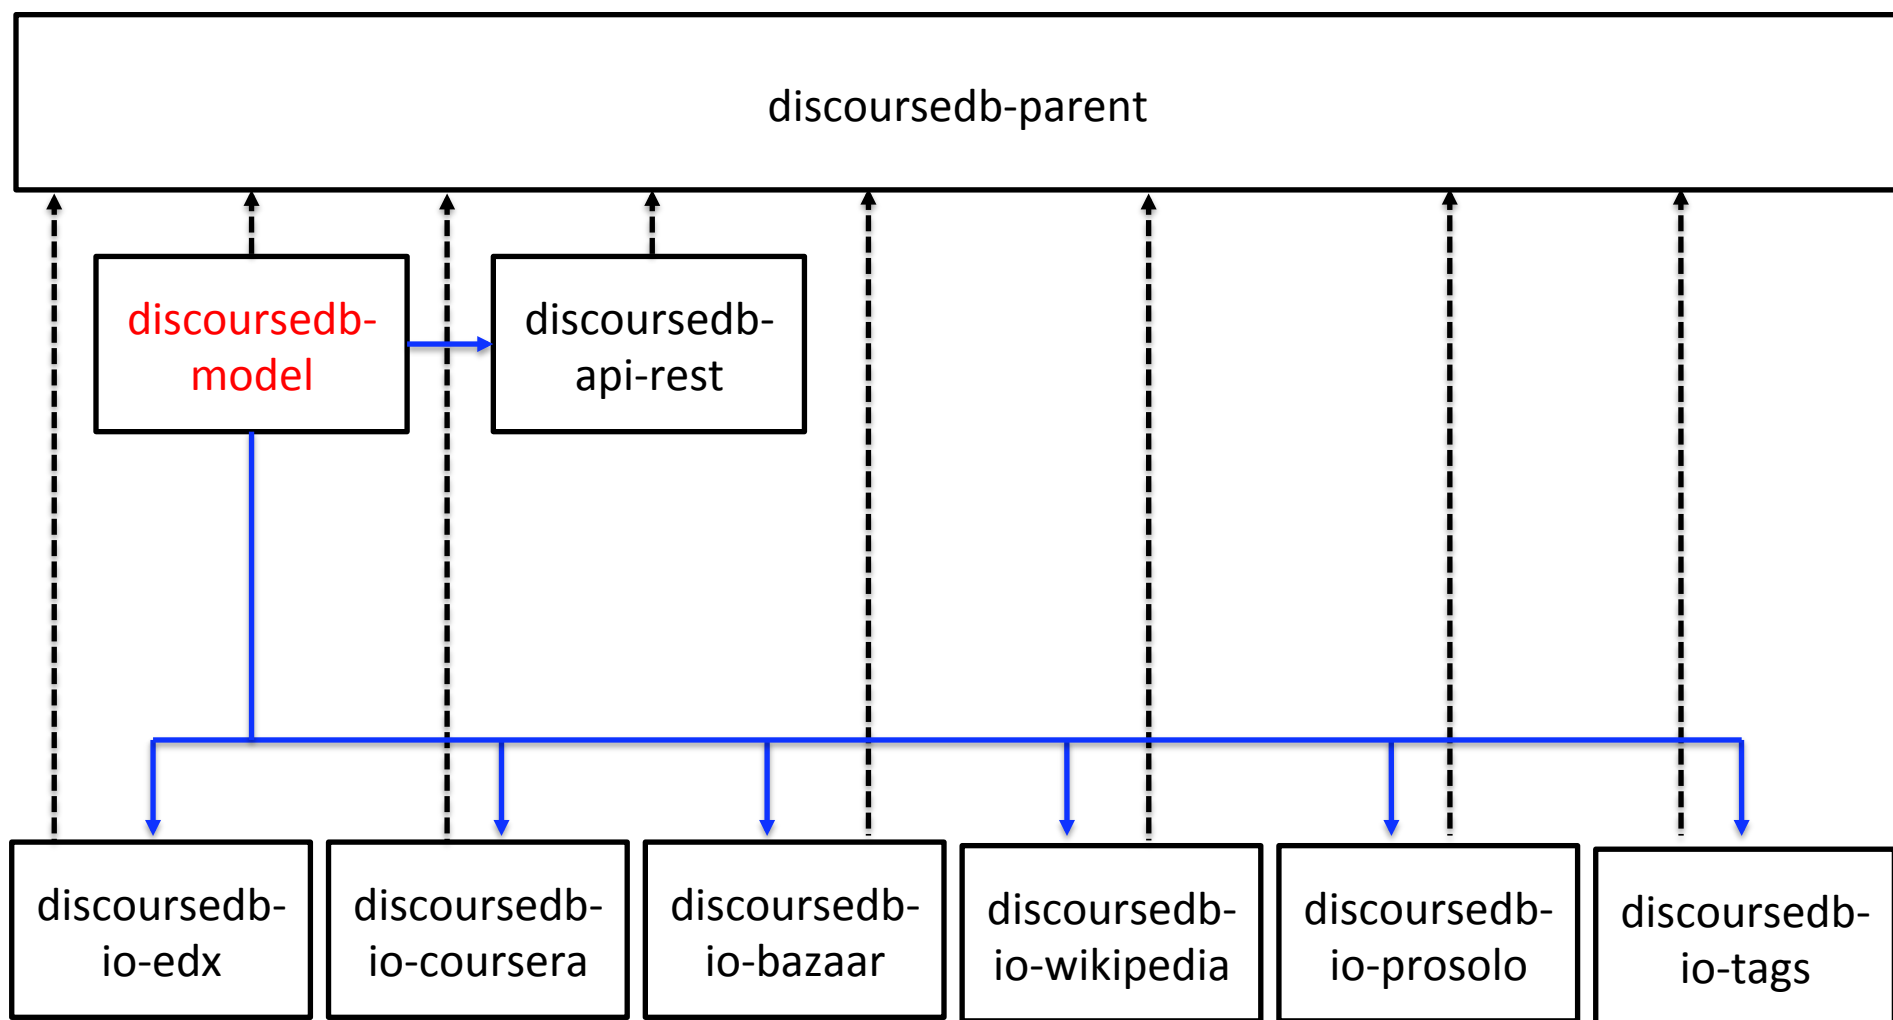 discoursedb-parent
discoursedb-
model
discoursedb-
api-rest
discoursedb-
io-edx
discoursedb-
io-coursera
discoursedb-
io-bazaar
discoursedb-
io-wikipedia
discoursedb-
io-prosolo
discoursedb-
io-tags